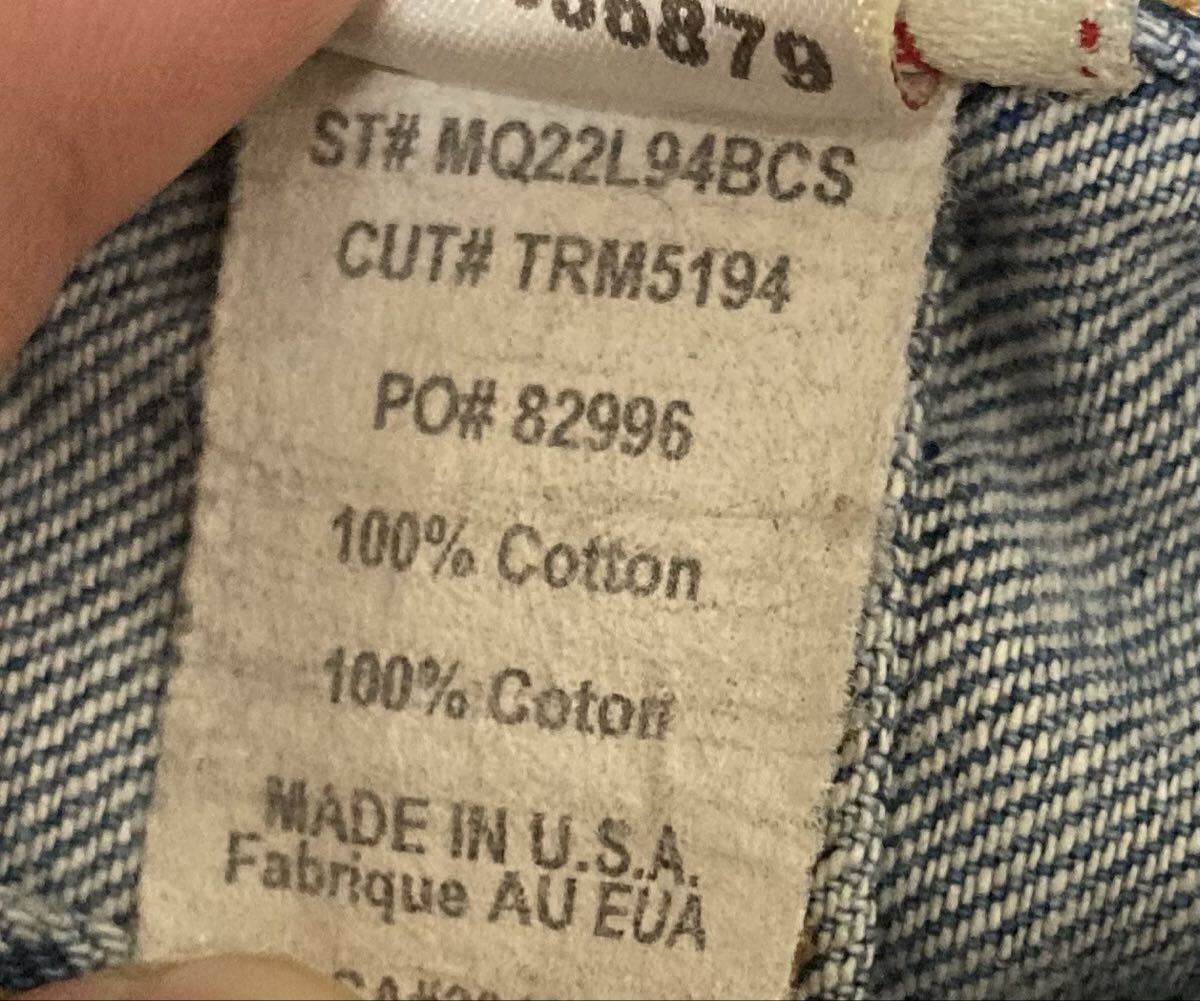 ST# MQ22L94BCS
CUT# TRM5194
PO# 82996
100% Cotton
100% Coton
MADE IN U.S.A.
Fabrique AU EUA